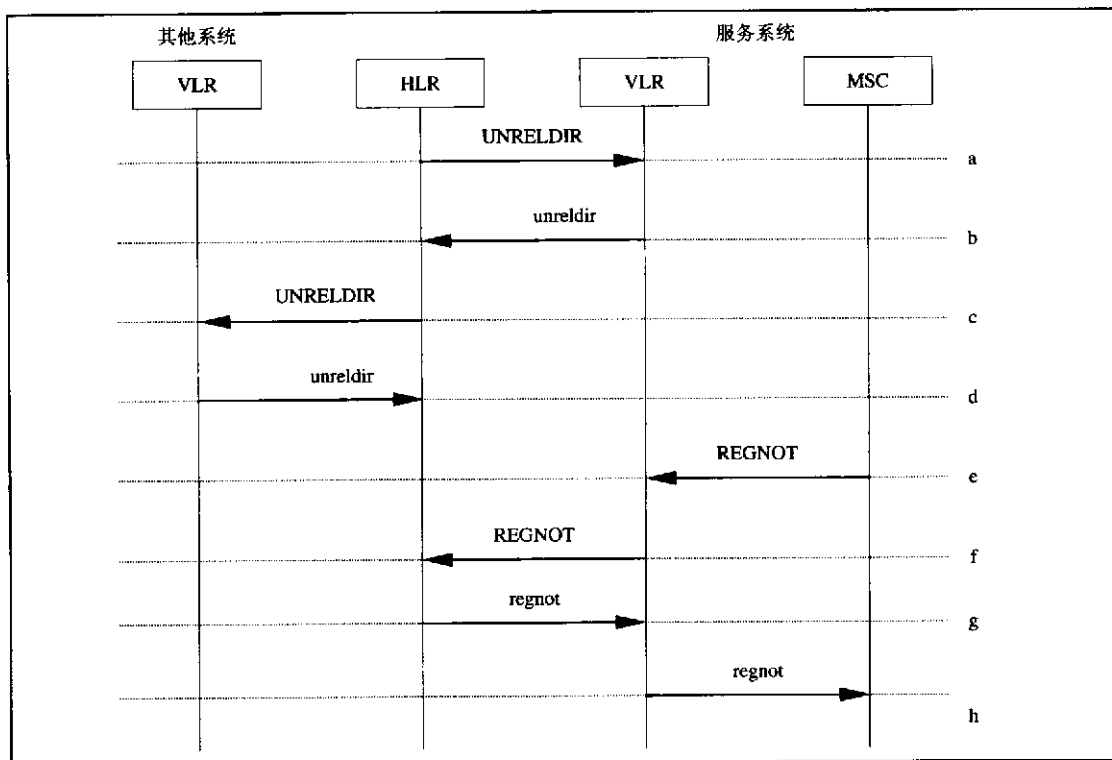 其他系统 服务系统
VLR HLR VLR MSC
UNRELDIR a
unreldir b
UNRELDIR c
unreldir d
REGNOT e
REGNOT f
regnot g
regnot h